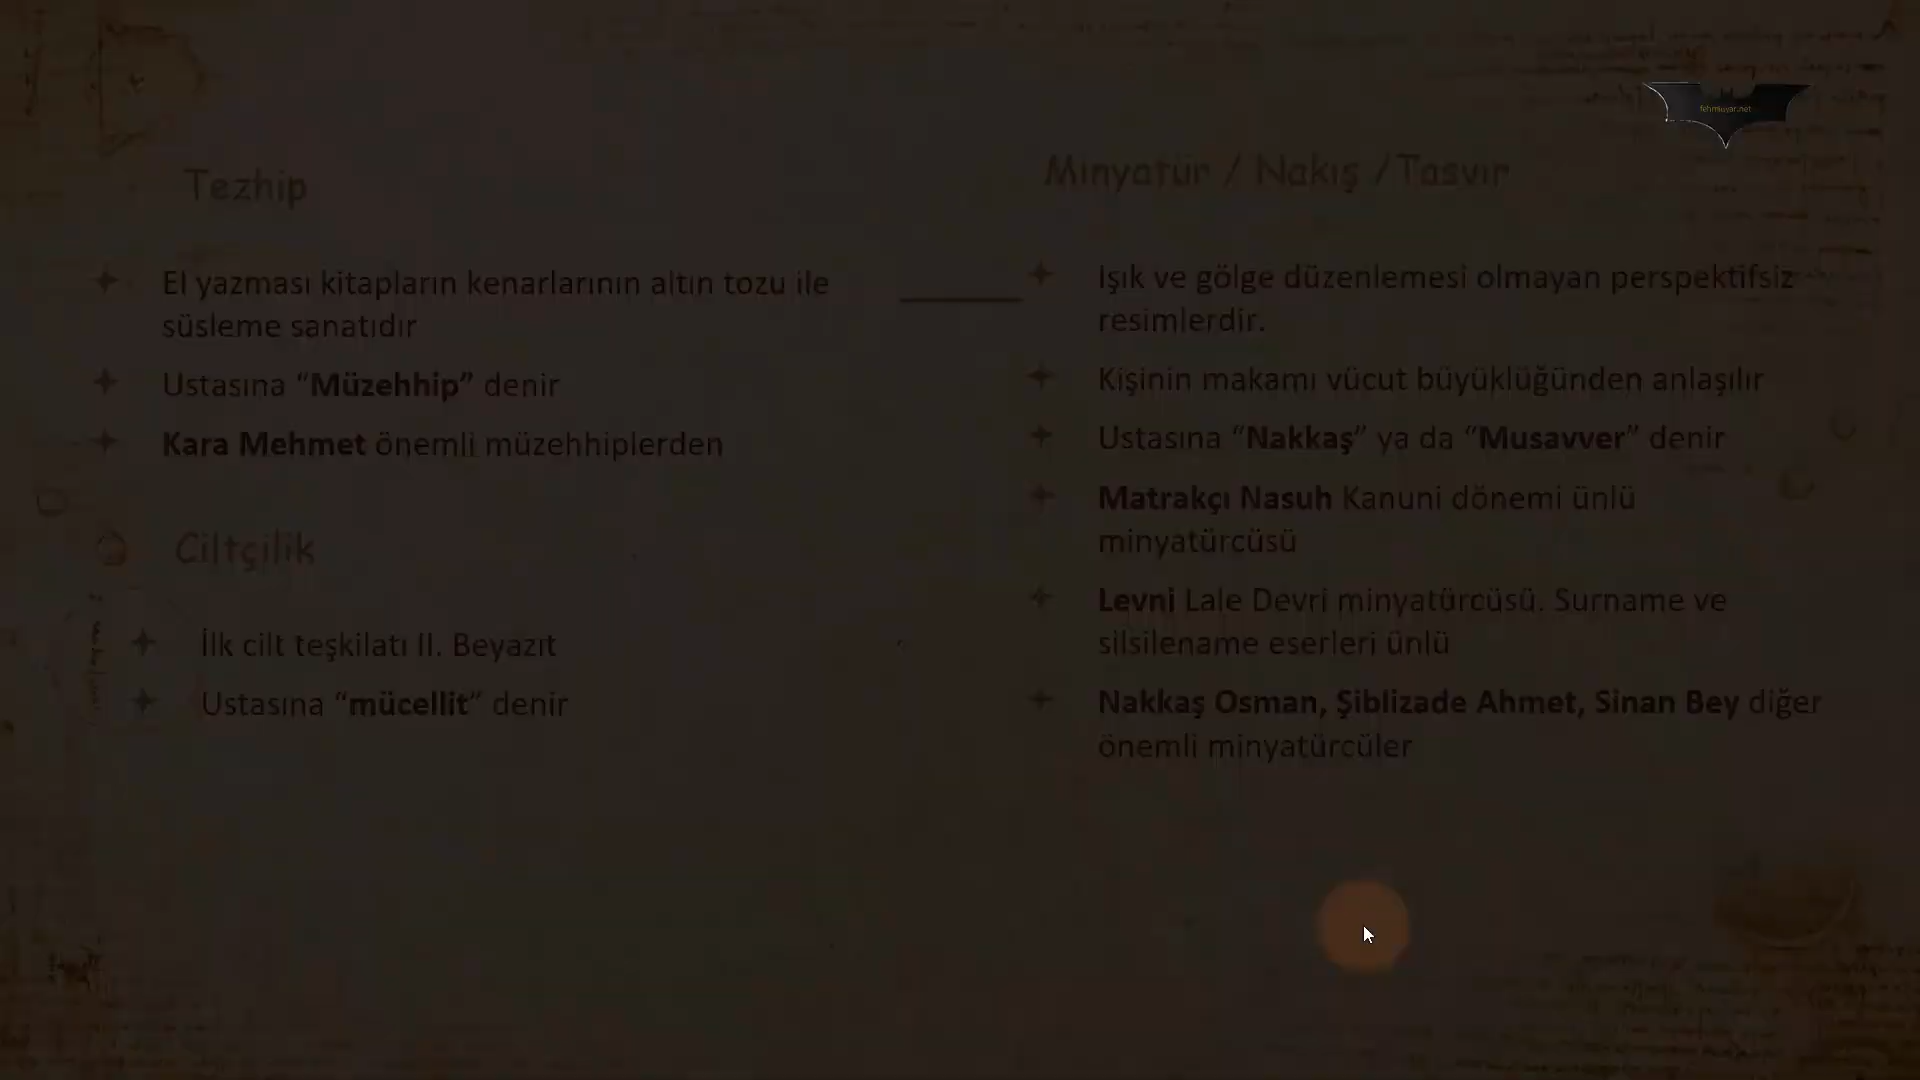 fehmiuyar.net
Tezhip
El yazması kitapların kenarlarının altın tozu ile
süsleme sanatıdır
Ustasına “Müzehhip” denir
Kara Mehmet önemli müzehhiplerden
Ciltçilik
İlk cilt teşkilatı II. Beyazıt
Ustasına “mücellit” denir
Minyatür / Nakış /Tasvir
Işık ve gölge düzenlemesi olmayan perspektifsiz
resimlerdir.
Kişinin makamı vücut büyüklüğünden anlaşılır
Ustasına “Nakkaş” ya da “Musavver” denir
Matrakçı Nasuh Kanuni dönemi ünlü
minyatürcüsü
Levni Lale Devri minyatürcüsü. Surname ve
silsilename eserleri ünlü
Nakkaş Osman, Şiblizade Ahmet, Sinan Bey diğer
önemli minyatürcüler